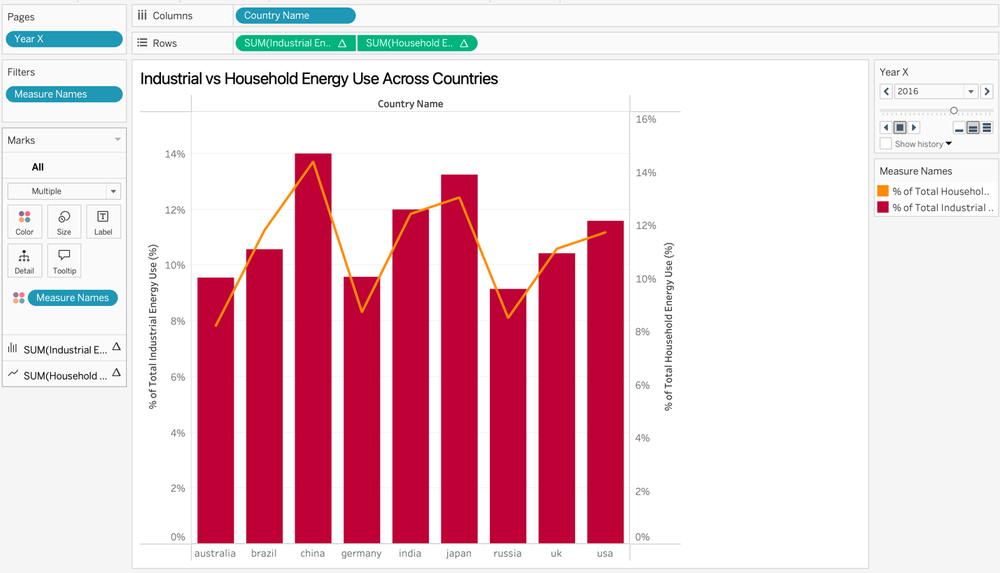 Pages
Year X
Filters
Measure Names
Marks
All
Multiple
Color
Size
Label
Detail
Tooltip
Measure Names
SUM(Industrial E...
SUM(Household ...
Columns
Country Name
Rows
SUM(Industrial En..
SUM(Household E..
Industrial vs Household Energy Use Across Countries
Country Name
% of Total Industrial Energy Use (%)
14%
12%
10%
8%
6%
4%
2%
0%
16%
14%
12%
10%
8%
6%
4%
2%
0%
% of Total Household Energy Use (%)
australia
brazil
china
germany
india
japan
russia
uk
usa
Year X
2016
Show history
Measure Names
% of Total Househol..
% of Total Industrial ..